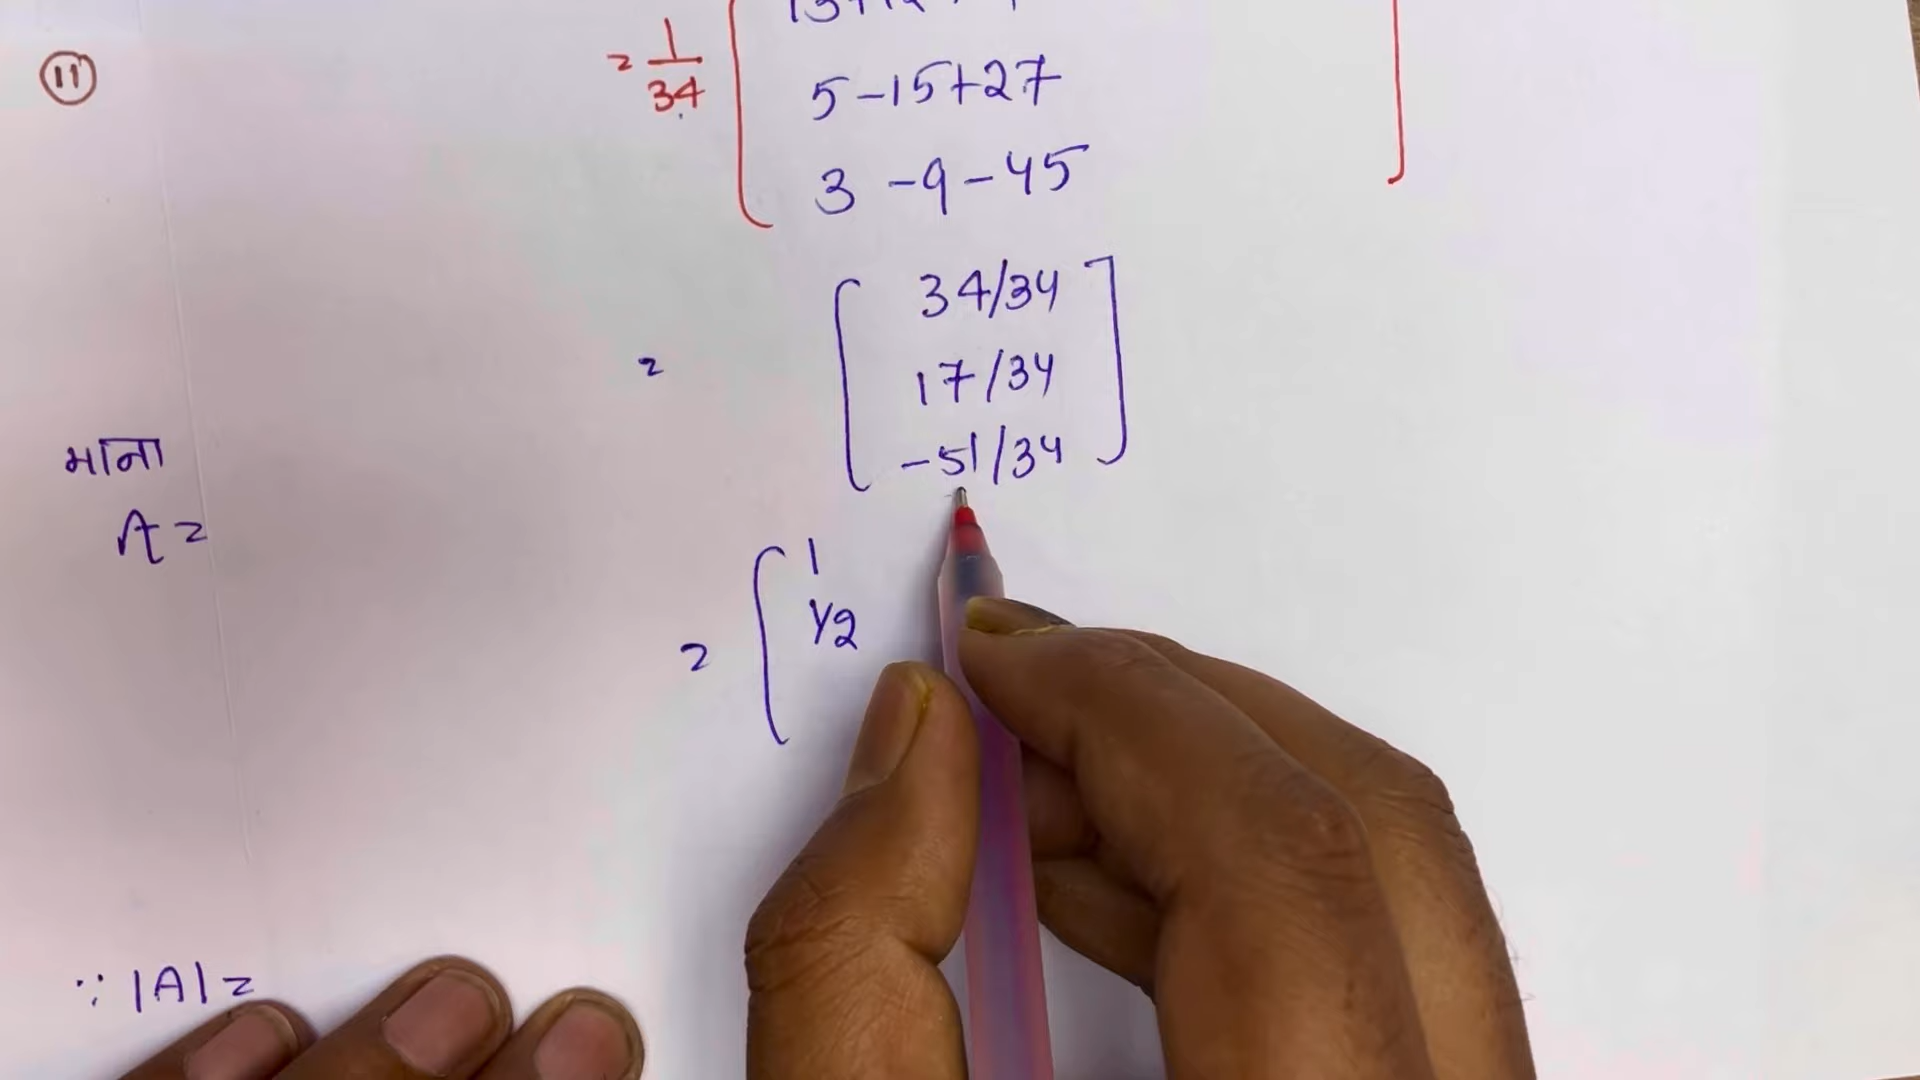 11
= 1/34 [ 5-15+27
3 -9-45 ]
= [ 34/34
17/34
-51/34 ]
माना
A =
= [ 1
1/2
∵ |A| =